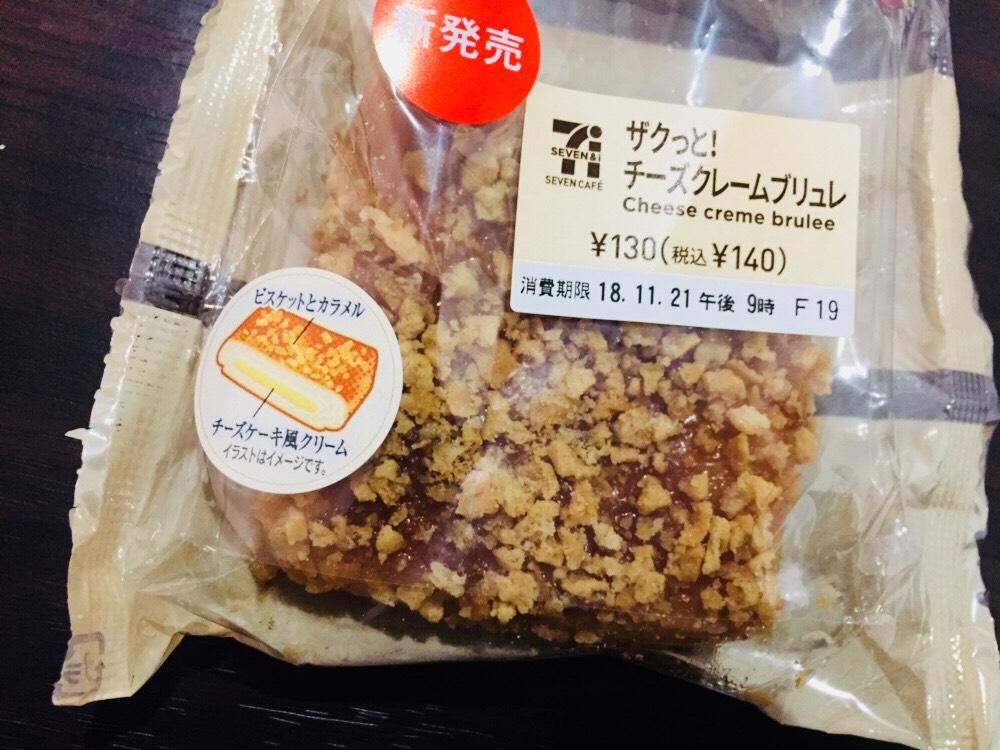 新発売
SEVEN&i
SEVEN CAFÉ
ザクっと!
チーズクレームブリュレ
Cheese creme brulee
¥130(税込 ¥140)
消費期限 18.11.21 午後 9時 F 19
ビスケットとカラメル
チーズケーキ風クリーム
イラストはイメージです。